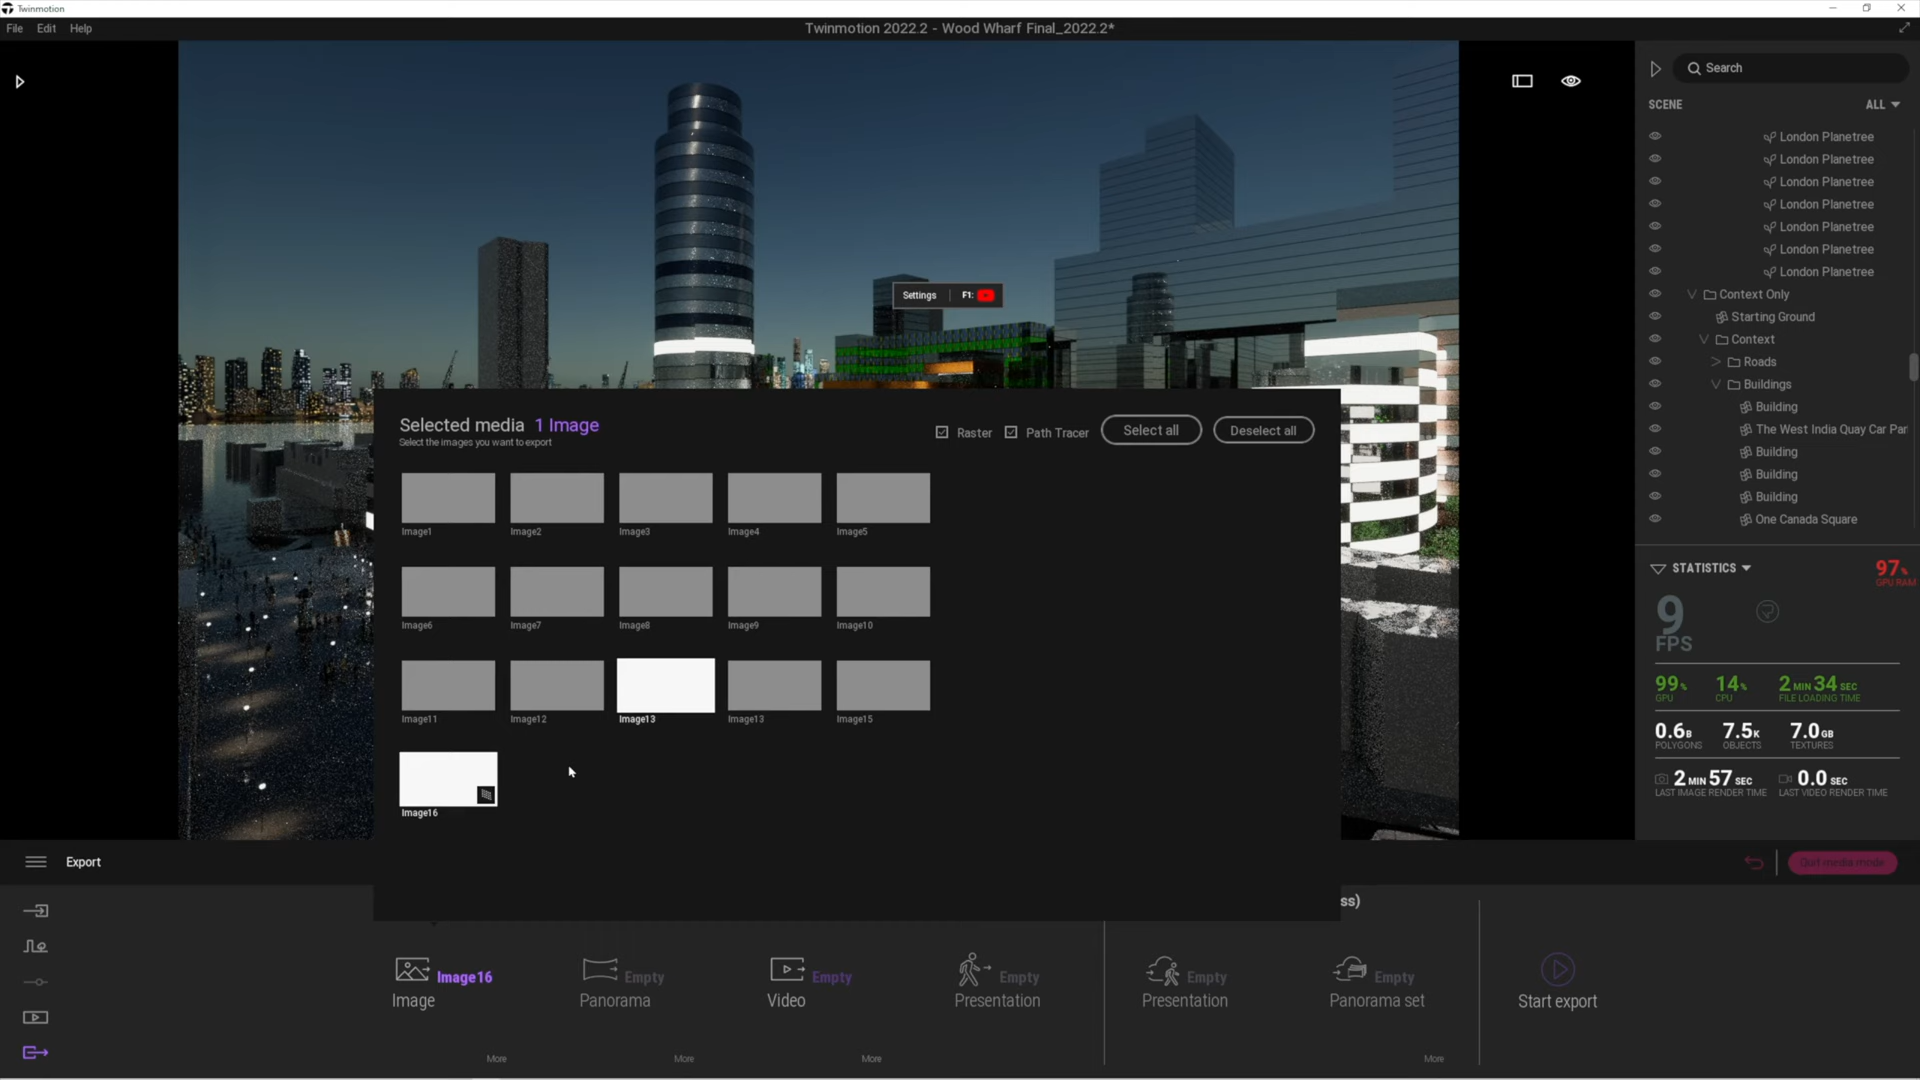 Twinmotion
File Edit Help
Twinmotion 2022.2 - Wood Wharf Final_2022.2*
Search
SCENE
ALL
London Planetree
London Planetree
London Planetree
London Planetree
London Planetree
London Planetree
London Planetree
Context Only
Starting Ground
Context
Roads
Buildings
Building
The West India Quay Car Par
Building
Building
Building
One Canada Square
Settings F1:
Selected media 1 Image
Select the images you want to export
Raster Path Tracer Select all Deselect all
Image1 Image2 Image3 Image4 Image5
Image6 Image7 Image8 Image9 Image10
Image11 Image12 Image13 Image13 Image15
Image16
STATISTICS
97%
GPU RAM
9
FPS
99% 14% 2 MIN 34 SEC
GPU CPU FILE LOADING TIME
0.6B 7.5K 7.0GB
POLYGONS OBJECTS TEXTURES
2 MIN 57 SEC 0.0 SEC
LAST IMAGE RENDER TIME LAST VIDEO RENDER TIME
Export
Quit media mode
ss)
Image16 Empty Empty Empty Empty Empty
Image Panorama Video Presentation Presentation Panorama set Start export
More More More More